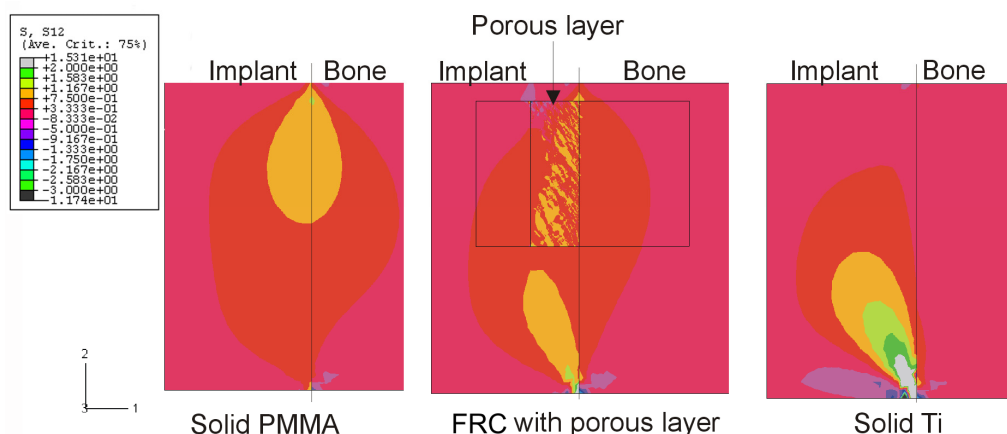 S, S12
(Ave. Crit.: 75%)
+1.531e+01
+2.000e+00
+1.583e+00
+1.167e+00
+7.500e-01
+3.333e-01
-8.333e-02
-5.000e-01
-9.167e-01
-1.333e+00
-1.750e+00
-2.167e+00
-2.583e+00
-3.000e+00
-1.174e+01
Porous layer
Implant Bone
Implant Bone
Implant Bone
2
3 1
Solid PMMA
FRC with porous layer
Solid Ti